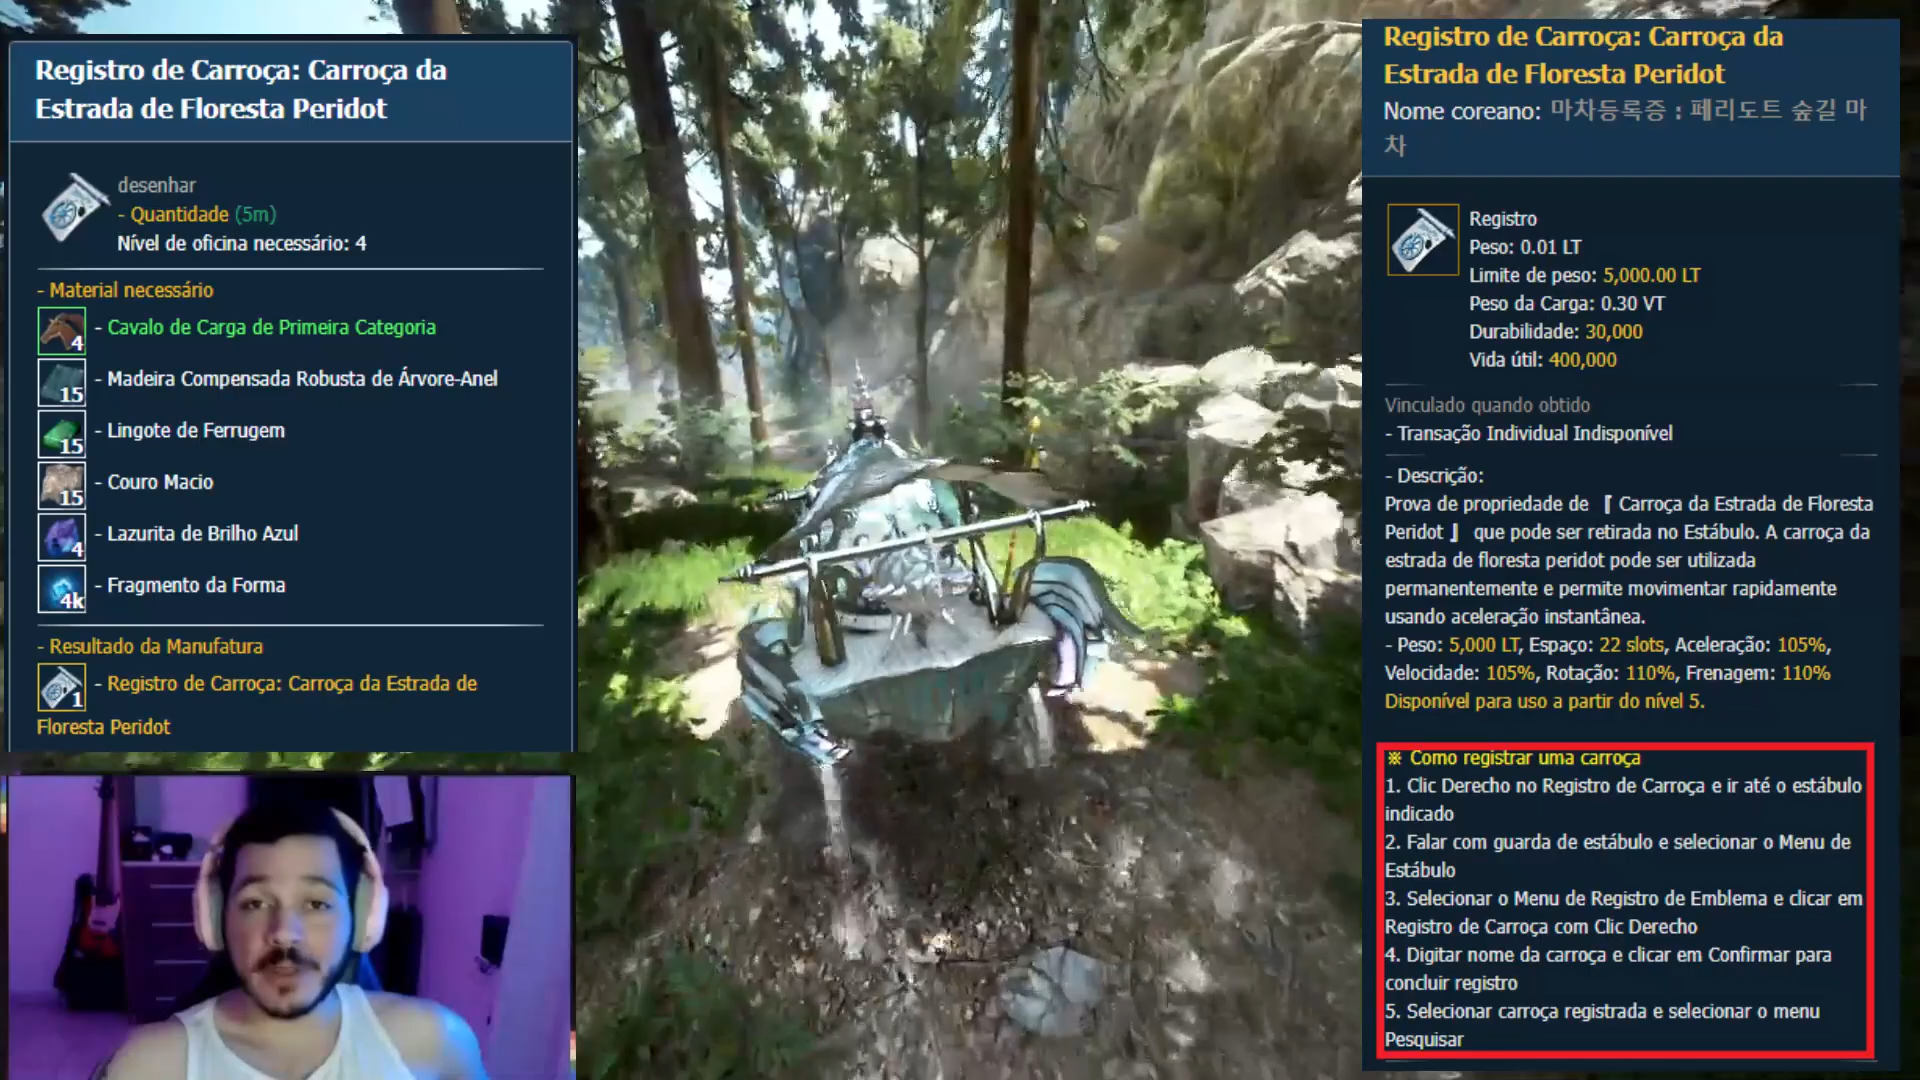 Registro de Carroça: Carroça da
Estrada de Floresta Peridot
desenhar
- Quantidade (5m)
Nível de oficina necessário: 4
- Material necessário
4 - Cavalo de Carga de Primeira Categoria
15 - Madeira Compensada Robusta de Árvore-Anel
15 - Lingote de Ferrugem
15 - Couro Macio
4 - Lazurita de Brilho Azul
4k - Fragmento da Forma
- Resultado da Manufatura
1 - Registro de Carroça: Carroça da Estrada de
Floresta Peridot
Registro de Carroça: Carroça da
Estrada de Floresta Peridot
Nome coreano: 마차등록증 : 페리도트 숲길 마
차
Registro
Peso: 0.01 LT
Limite de peso: 5,000.00 LT
Peso da Carga: 0.30 VT
Durabilidade: 30,000
Vida útil: 400,000
Vinculado quando obtido
- Transação Individual Indisponível
- Descrição:
Prova de propriedade de 『 Carroça da Estrada de Floresta
Peridot 』 que pode ser retirada no Estábulo. A carroça da
estrada de floresta peridot pode ser utilizada
permanentemente e permite movimentar rapidamente
usando aceleração instantânea.
- Peso: 5,000 LT, Espaço: 22 slots, Aceleração: 105%,
Velocidade: 105%, Rotação: 110%, Frenagem: 110%
Disponível para uso a partir do nível 5.
※ Como registrar uma carroça
1. Clic Derecho no Registro de Carroça e ir até o estábulo
indicado
2. Falar com guarda de estábulo e selecionar o Menu de
Estábulo
3. Selecionar o Menu de Registro de Emblema e clicar em
Registro de Carroça com Clic Derecho
4. Digitar nome da carroça e clicar em Confirmar para
concluir registro
5. Selecionar carroça registrada e selecionar o menu
Pesquisar